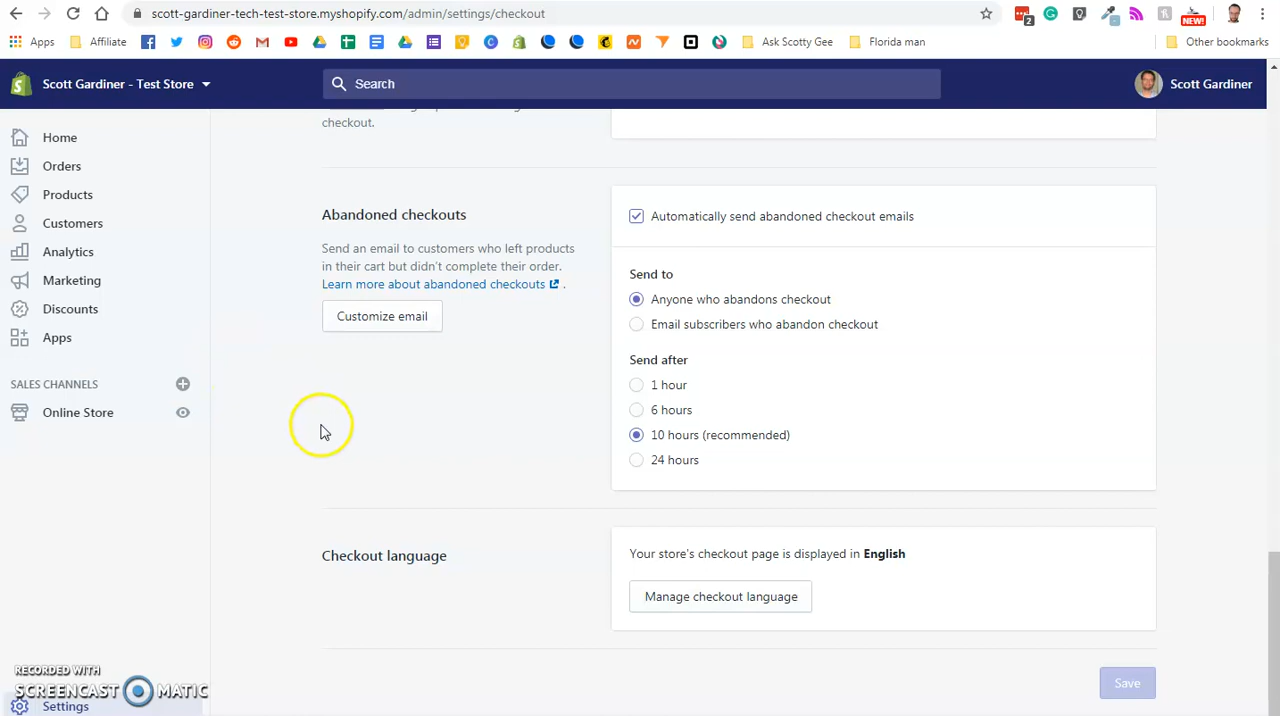 scott-gardiner-tech-test-store.myshopify.com/admin/settings/checkout
2
NEW!
Apps
Affiliate
Ask Scotty Gee
Florida man
Other bookmarks
Scott Gardiner - Test Store
Search
Scott Gardiner
Home
Orders
Products
Customers
Analytics
Marketing
Discounts
Apps
SALES CHANNELS
Online Store
checkout.
Abandoned checkouts
Send an email to customers who left products
in their cart but didn't complete their order.
Learn more about abandoned checkouts .
Customize email
Automatically send abandoned checkout emails
Send to
Anyone who abandons checkout
Email subscribers who abandon checkout
Send after
1 hour
6 hours
10 hours (recommended)
24 hours
Checkout language
Your store's checkout page is displayed in English
Manage checkout language
Save
RECORDED WITH
SCREENCAST MATIC
Settings